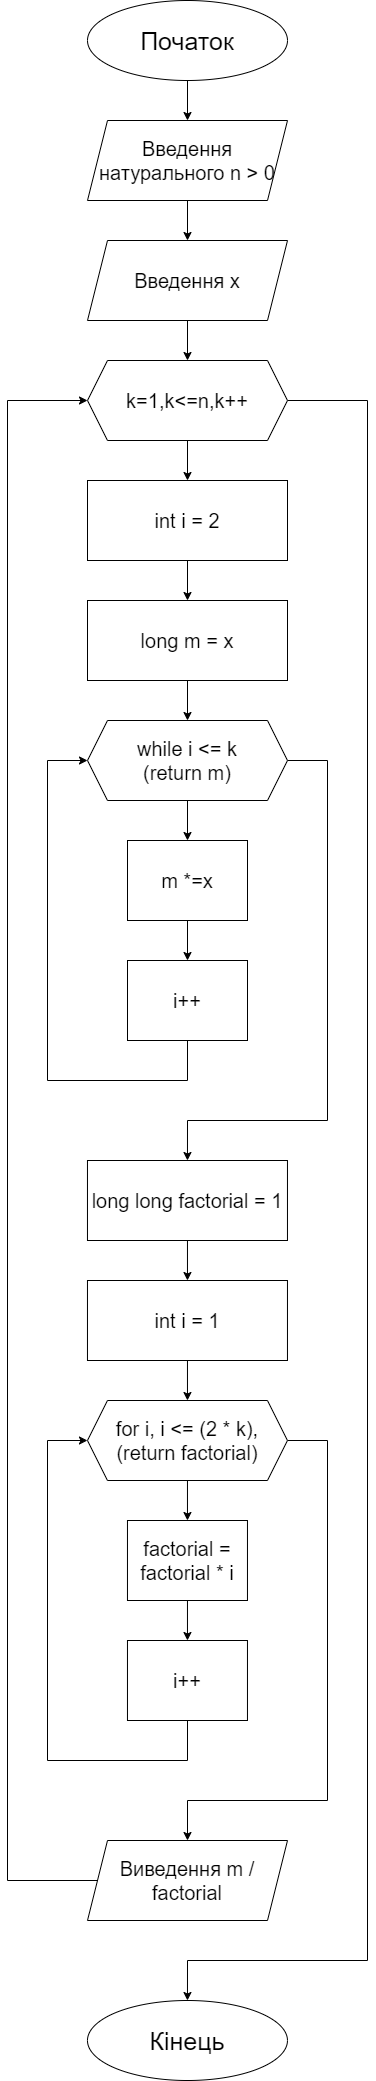 Початок
Введення
натурального n > 0
Введення x
k=1,k<=n,k++
int i = 2
long m = x
while i <= k
(return m)
m *=x
i++
long long factorial = 1
int i = 1
for i, i <= (2 * k),
(return factorial)
factorial =
factorial * i
i++
Виведення m /
factorial
Кінець